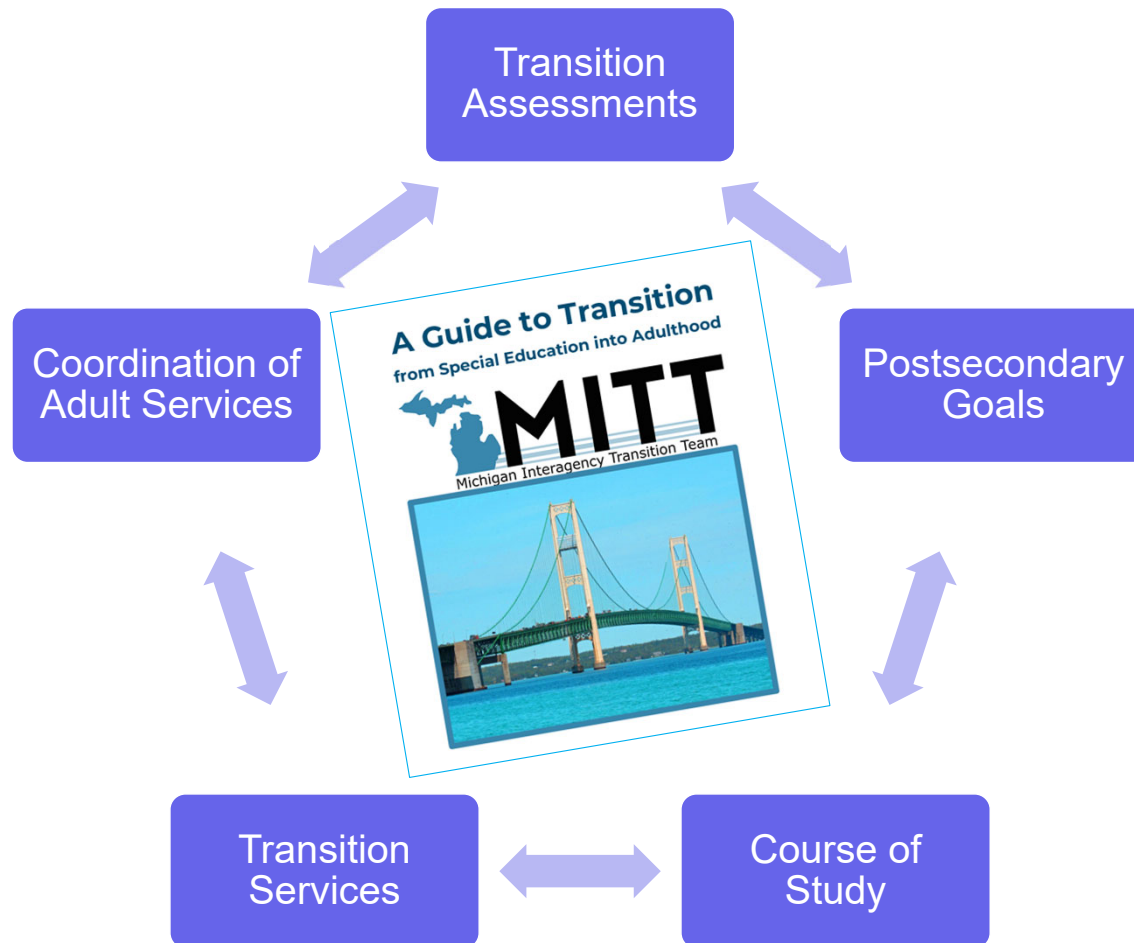 Transition
Assessments
Coordination of
Adult Services
A Guide to Transition
from Special Education into Adulthood
MITT
Michigan Interagency Transition Team
Postsecondary
Goals
Transition
Services
Course of
Study